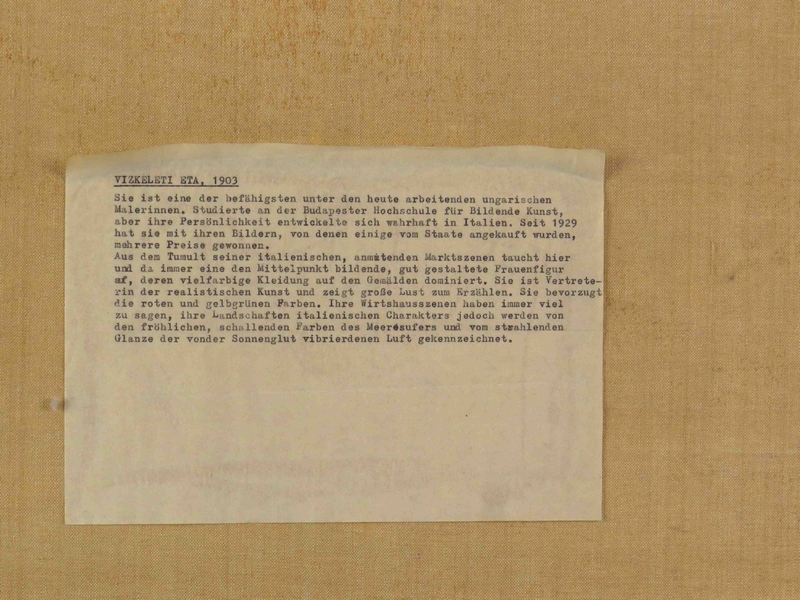 VIZKELETI ETA, 1903
Sie ist eine der befähigsten unter den heute arbeitenden ungarischen
Malerinnen. Studierte an der Budapester Hochschule für Bildende Kunst,
aber ihre Persönlichkeit entwickelte sich wahrhaft in Italien. Seit 1929
hat sie mit ihren Bildern, von denen einige vom Staate angekauft wurden,
mehrere Preise gewonnen.
Aus dem Tumult seiner italienischen, anmutenden Marktszenen taucht hier
und da immer eine den Mittelpunkt bildende, gut gestaltete Frauenfigur
auf, deren vielfarbige Kleidung auf den Gemälden dominiert. Sie ist Vertrete-
rin der realistischen Kunst und zeigt große Lust zum Erzählen. Sie bevorzugt
die roten und gelbgrünen Farben. Ihre Wirtshausszenen haben immer viel
zu sagen, ihre Landschaften italienischen Charakters jedoch werden von
den fröhlichen, schallenden Farben des Meeresufers und vom strahlenden
Glanze der vonder Sonnenglut vibrierdenen Luft gekennzeichnet.